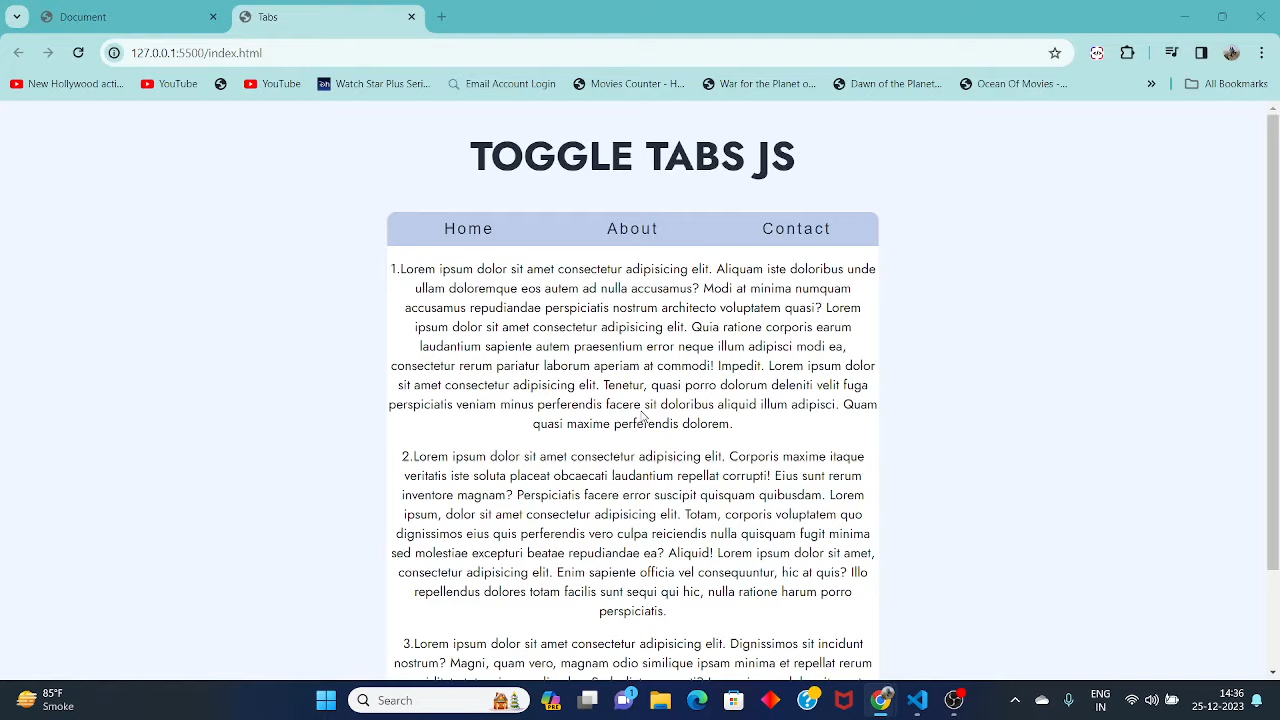 Document
Tabs
127.0.0.1:5500/index.html
New Hollywood acti...
YouTube
YouTube
Watch Star Plus Seri...
Email Account Login
Movies Counter - H...
War for the Planet o...
Dawn of the Planet...
Ocean Of Movies -...
All Bookmarks
TOGGLE TABS JS
Home
About
Contact
1.Lorem ipsum dolor sit amet consectetur adipisicing elit. Aliquam iste doloribus unde
ullam doloremque eos autem ad nulla accusamus? Modi at minima numquam
accusamus repudiandae perspiciatis nostrum architecto voluptatem quasi? Lorem
ipsum dolor sit amet consectetur adipisicing elit. Quia ratione corporis earum
laudantium sapiente autem praesentium error neque illum adipisci modi ea,
consectetur rerum pariatur laborum aperiam at commodi! Impedit. Lorem ipsum dolor
sit amet consectetur adipisicing elit. Tenetur, quasi porro dolorum deleniti velit fuga
perspiciatis veniam minus perferendis facere sit doloribus aliquid illum adipisci. Quam
quasi maxime perferendis dolorem.
2.Lorem ipsum dolor sit amet consectetur adipisicing elit. Corporis maxime itaque
veritatis iste soluta placeat obcaecati laudantium repellat corrupti! Eius sunt rerum
inventore magnam? Perspiciatis facere error suscipit quisquam quibusdam. Lorem
ipsum, dolor sit amet consectetur adipisicing elit. Totam, corporis voluptatem quo
dignissimos eius quis perferendis vero culpa reiciendis nulla quisquam fugit minima
sed molestiae excepturi beatae repudiandae ea? Aliquid! Lorem ipsum dolor sit amet,
consectetur adipisicing elit. Enim sapiente officia vel consequuntur, hic at quis? Illo
repellendus dolores totam facilis sunt sequi qui hic, nulla ratione harum porro
perspiciatis.
3.Lorem ipsum dolor sit amet consectetur adipisicing elit. Dignissimos sit incidunt
nostrum? Magni, quam vero, magnam odio similique ipsam minima et repellat rerum
85°F
Smoke
Search
PRE
1
ENG
IN
14:36
25-12-2023